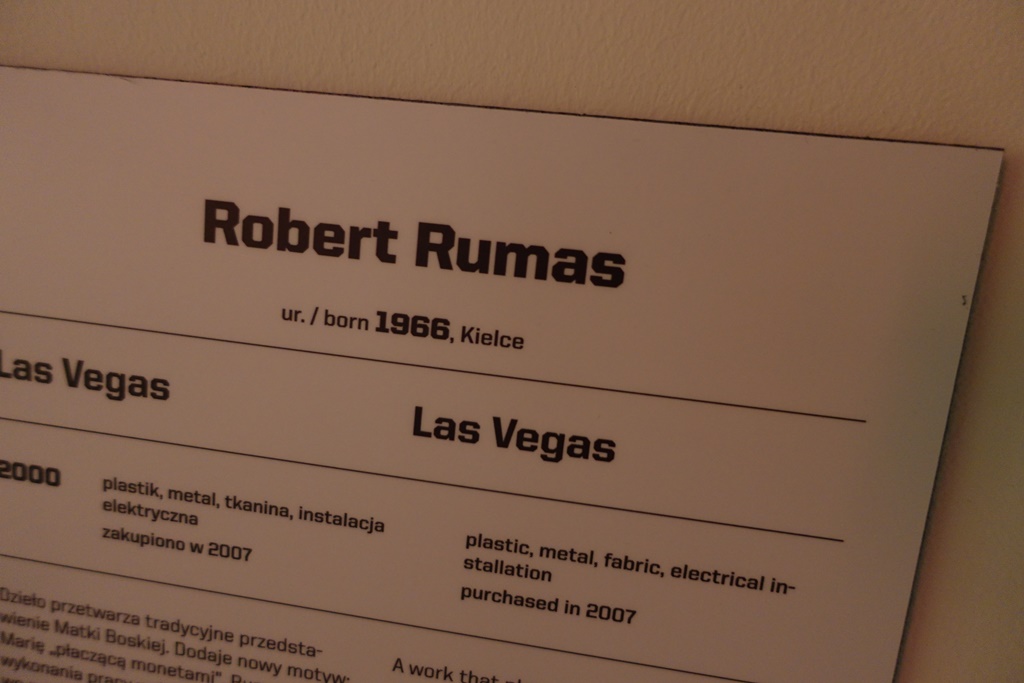 Robert Rumas
ur. / born 1966, Kielce
Las Vegas
2000
plastik, metal, tkanina, instalacja
elektryczna
zakupiono w 2007
Dzieło przetwarza tradycyjne przedsta-
wienie Matki Boskiej. Dodaje nowy motyw:
Marię „płaczącą monetami".
wykonania
Las Vegas
plastic, metal, fabric, electrical in-
stallation
purchased in 2007
A work that